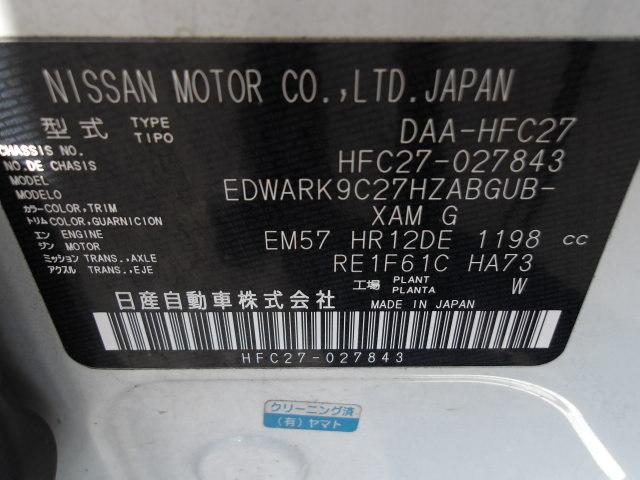 NISSAN MOTOR CO.,LTD.JAPAN
型式 TYPE TIPO DAA-HFC27
CHASSIS NO. NO.DE CHASIS HFC27-027843
MODEL MODELO EDWARK9C27HZABGUB-
カラー COLOR,TRIM トリム COLOR,GUARNICION XAM G
エン ENGINE ジン MOTOR EM57 HR12DE 1198 cc
ミッション TRANS.,AXLE アクスル TRANS.,EJE RE1F61C HA73
工場 PLANT PLANTA W
日産自動車株式会社 MADE IN JAPAN
HFC27-027843
クリーニング済
(有)ヤマト